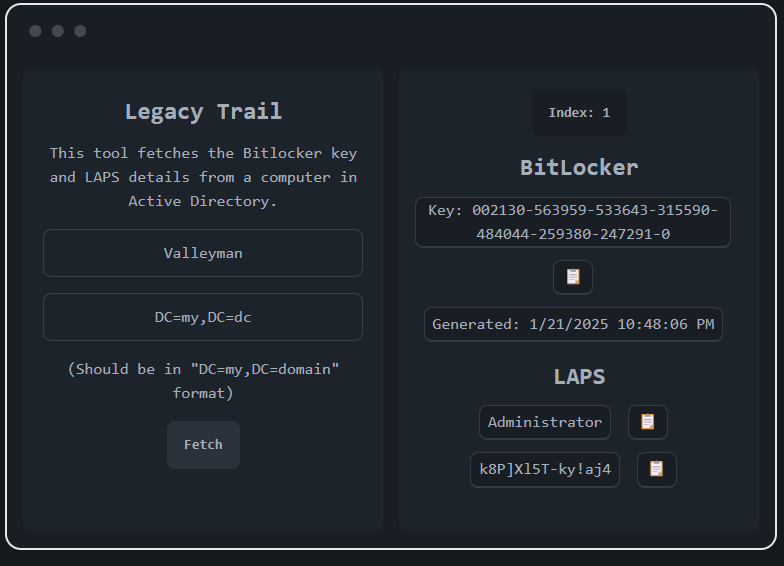 Legacy Trail
This tool fetches the Bitlocker key
and LAPS details from a computer in
Active Directory.
Valleyman
DC=my,DC=dc
(Should be in "DC=my,DC=domain"
format)
Fetch
Index: 1
BitLocker
Key: 002130-563959-533643-315590-
484044-259380-247291-0
Generated: 1/21/2025 10:48:06 PM
LAPS
Administrator
k8P]Xl5T-ky!aj4